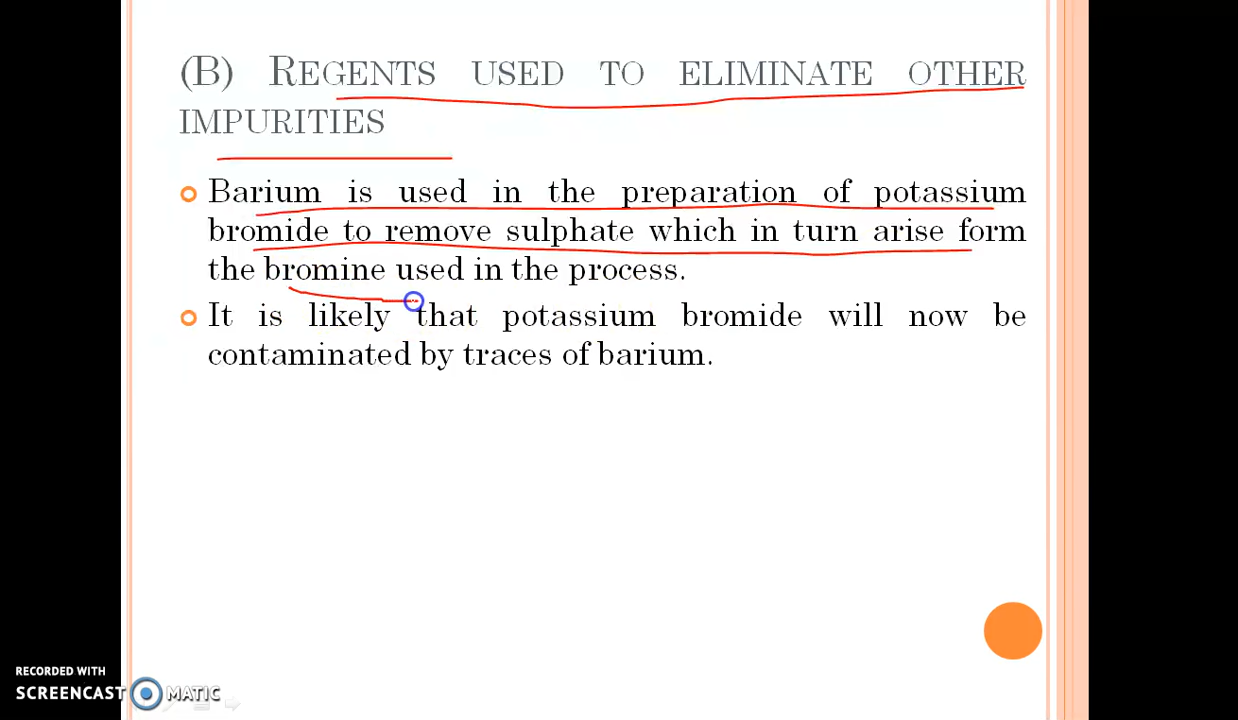 (B) REGENTS USED TO ELIMINATE OTHER
IMPURITIES
Barium is used in the preparation of potassium
bromide to remove sulphate which in turn arise form
the bromine used in the process.
It is likely that potassium bromide will now be
contaminated by traces of barium.
RECORDED WITH
SCREENCAST MATIC